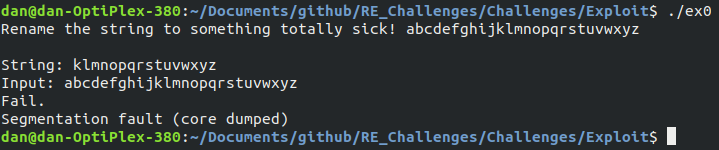 dan@dan-OptiPlex-380:~/Documents/github/RE_Challenges/Challenges/Exploit$ ./ex0
Rename the string to something totally sick! abcdefghijklmnopqrstuvwxyz
String: klmnopqrstuvwxyz
Input: abcdefghijklmnopqrstuvwxyz
Fail.
Segmentation fault (core dumped)
dan@dan-OptiPlex-380:~/Documents/github/RE_Challenges/Challenges/Exploit$